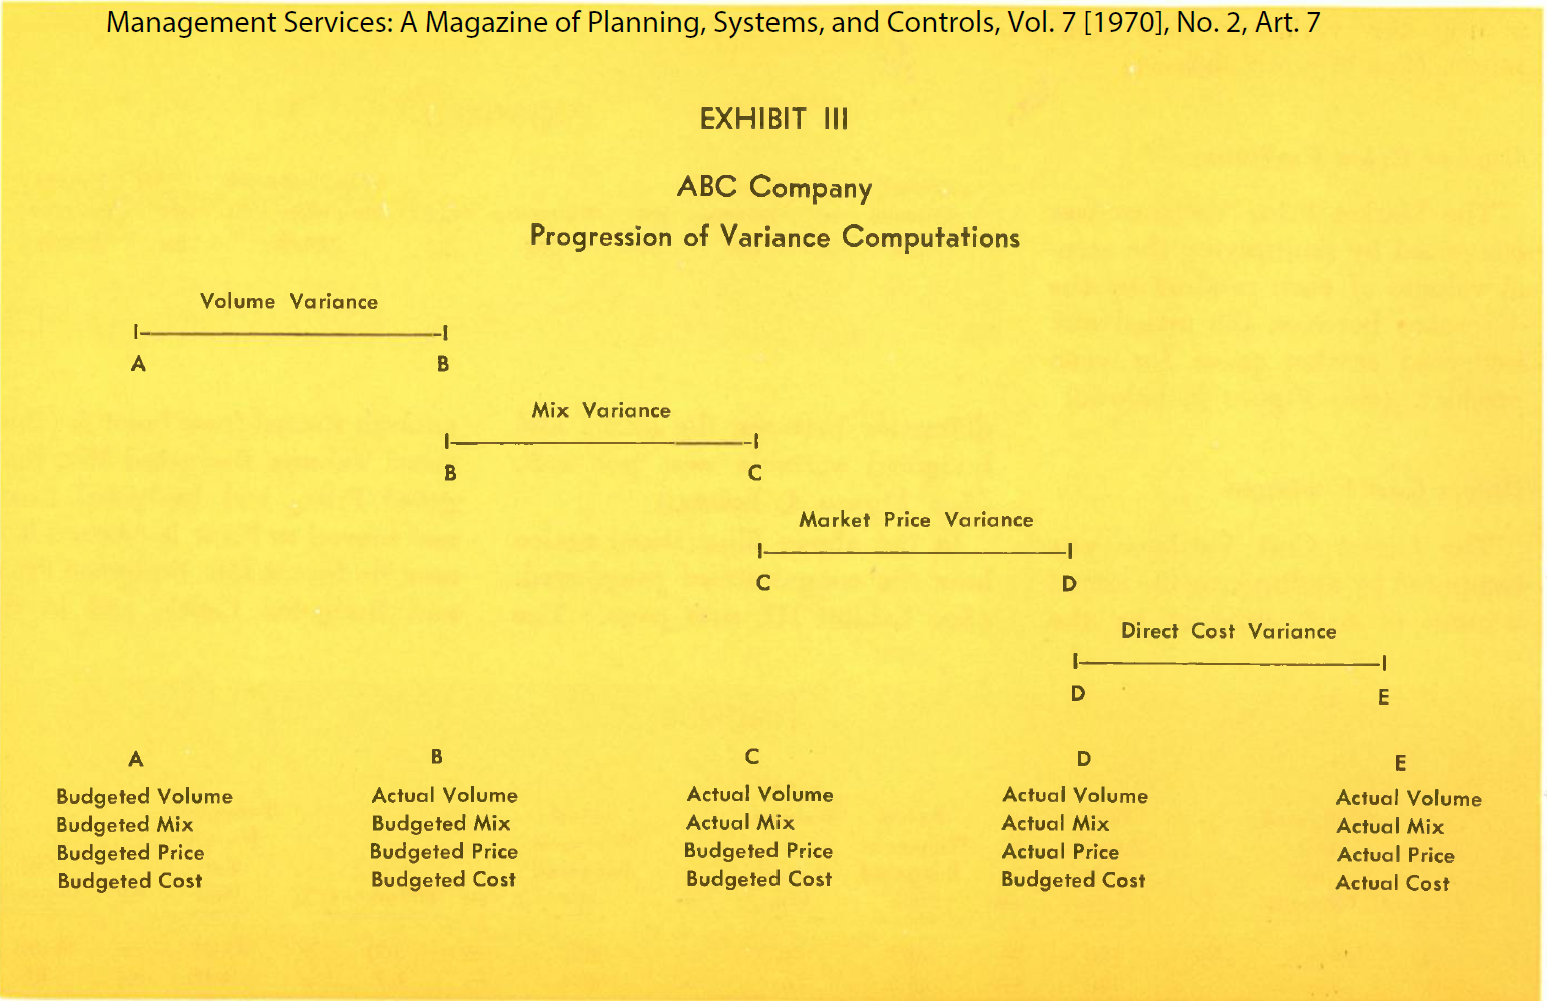 Management Services: A Magazine of Planning, Systems, and Controls, Vol. 7 [1970], No. 2, Art. 7
EXHIBIT III
ABC Company
Progression of Variance Computations
Volume Variance
A B
Mix Variance
B C
Market Price Variance
C D
Direct Cost Variance
D E
A B C D E
Budgeted Volume Actual Volume Actual Volume Actual Volume Actual Volume
Budgeted Mix Budgeted Mix Actual Mix Actual Mix Actual Mix
Budgeted Price Budgeted Price Budgeted Price Actual Price Actual Price
Budgeted Cost Budgeted Cost Budgeted Cost Budgeted Cost Actual Cost